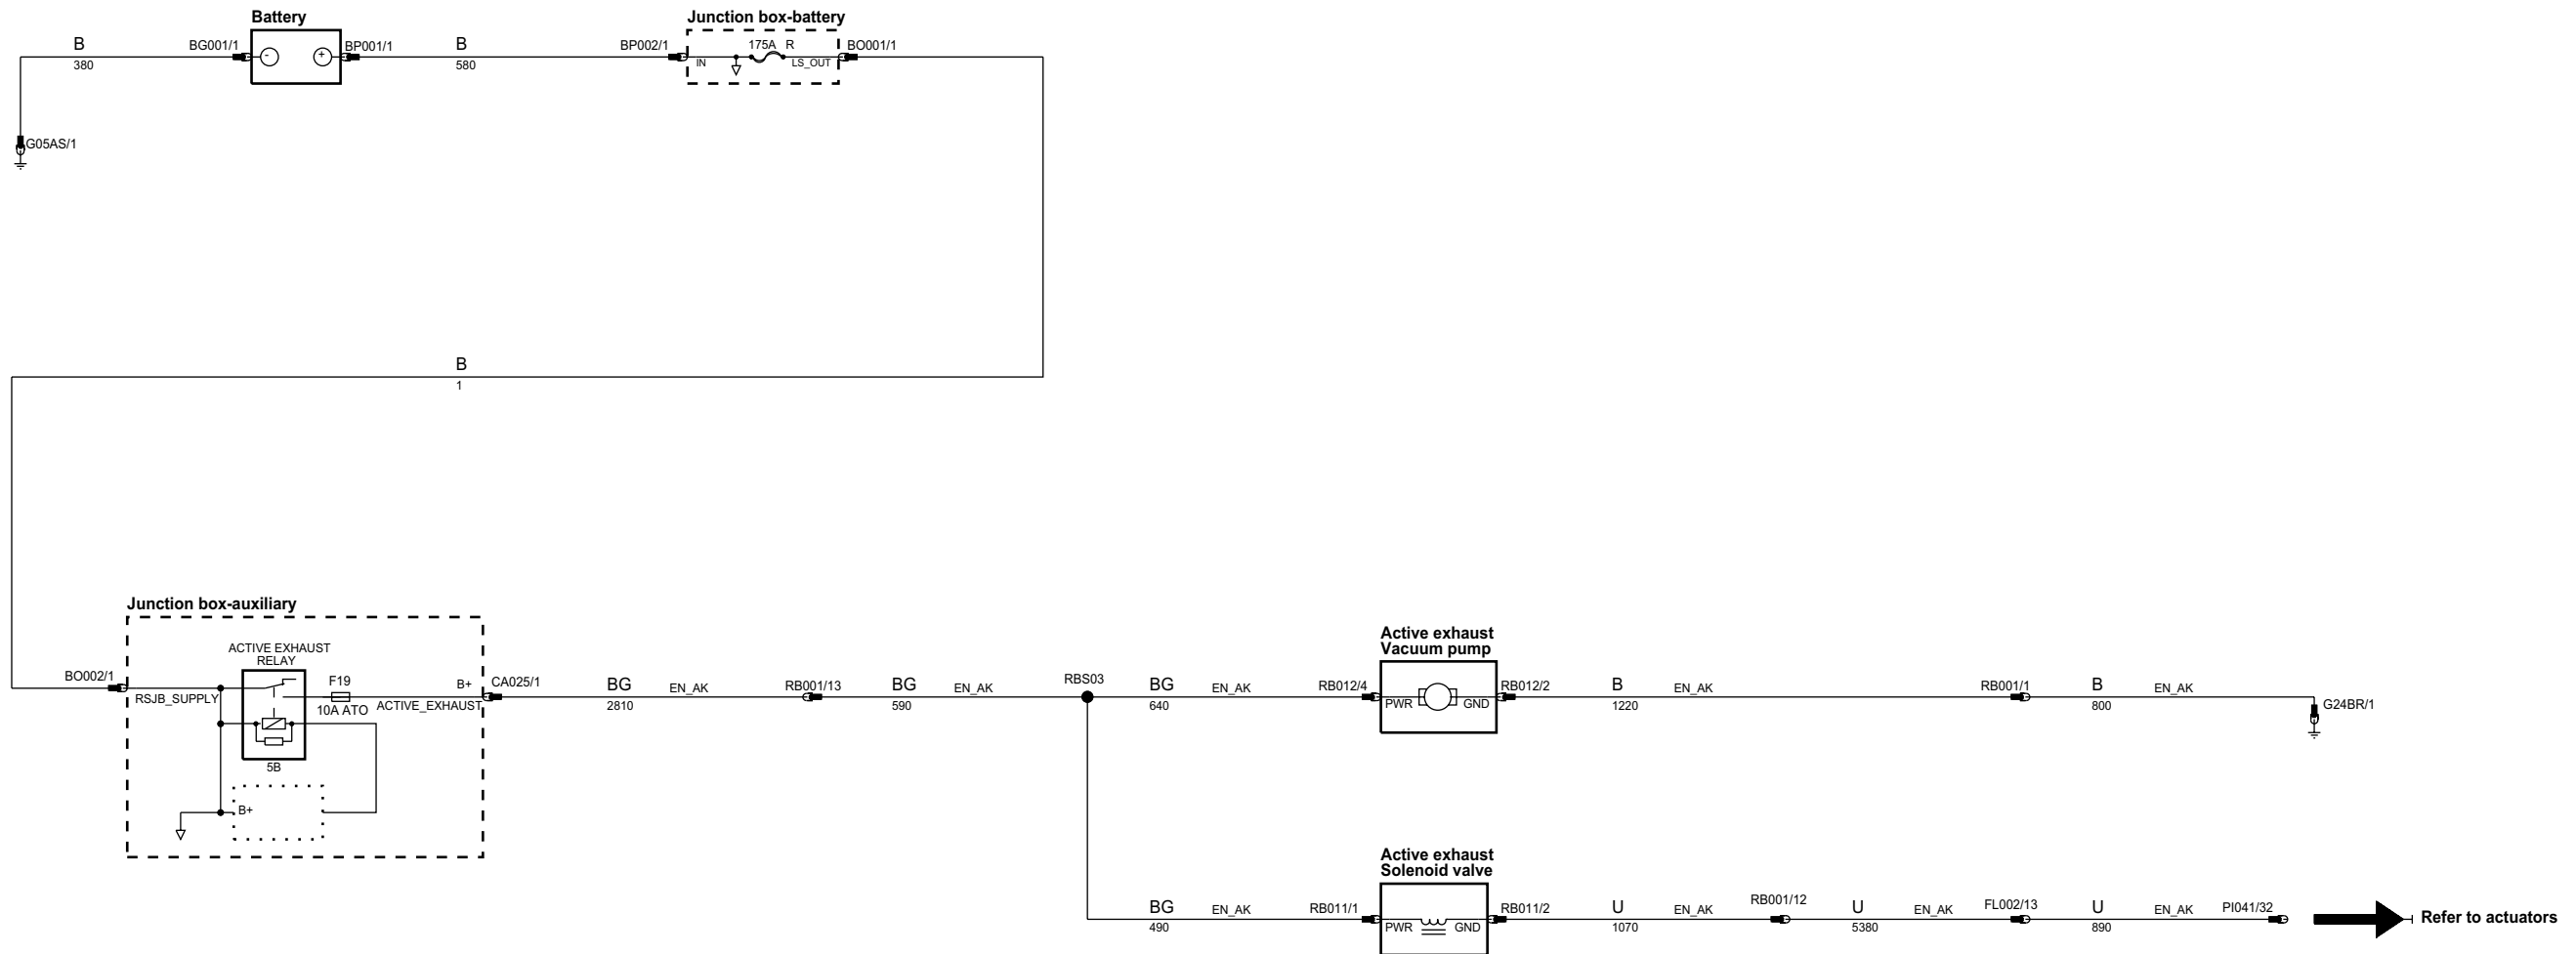 Battery
Junction box-battery
B
BG001/1
-
+
BP001/1
B
BP002/1
175A R
BO001/1
380
580
IN
LS_OUT
G05AS/1
B
1
Junction box-auxiliary
ACTIVE EXHAUST
RELAY
BO002/1
RSJB_SUPPLY
F19
10A ATO
B+
ACTIVE_EXHAUST
CA025/1
BG
2810
EN_AK
RB001/13
BG
590
EN_AK
RBS03
BG
640
EN_AK
RB012/4
Active exhaust
Vacuum pump
PWR
GND
RB012/2
B
1220
EN_AK
RB001/1
B
800
EN_AK
G24BR/1
5B
B+
Active exhaust
Solenoid valve
BG
490
EN_AK
RB011/1
PWR
GND
RB011/2
U
1070
EN_AK
RB001/12
U
5380
EN_AK
FL002/13
U
890
EN_AK
PI041/32
Refer to actuators